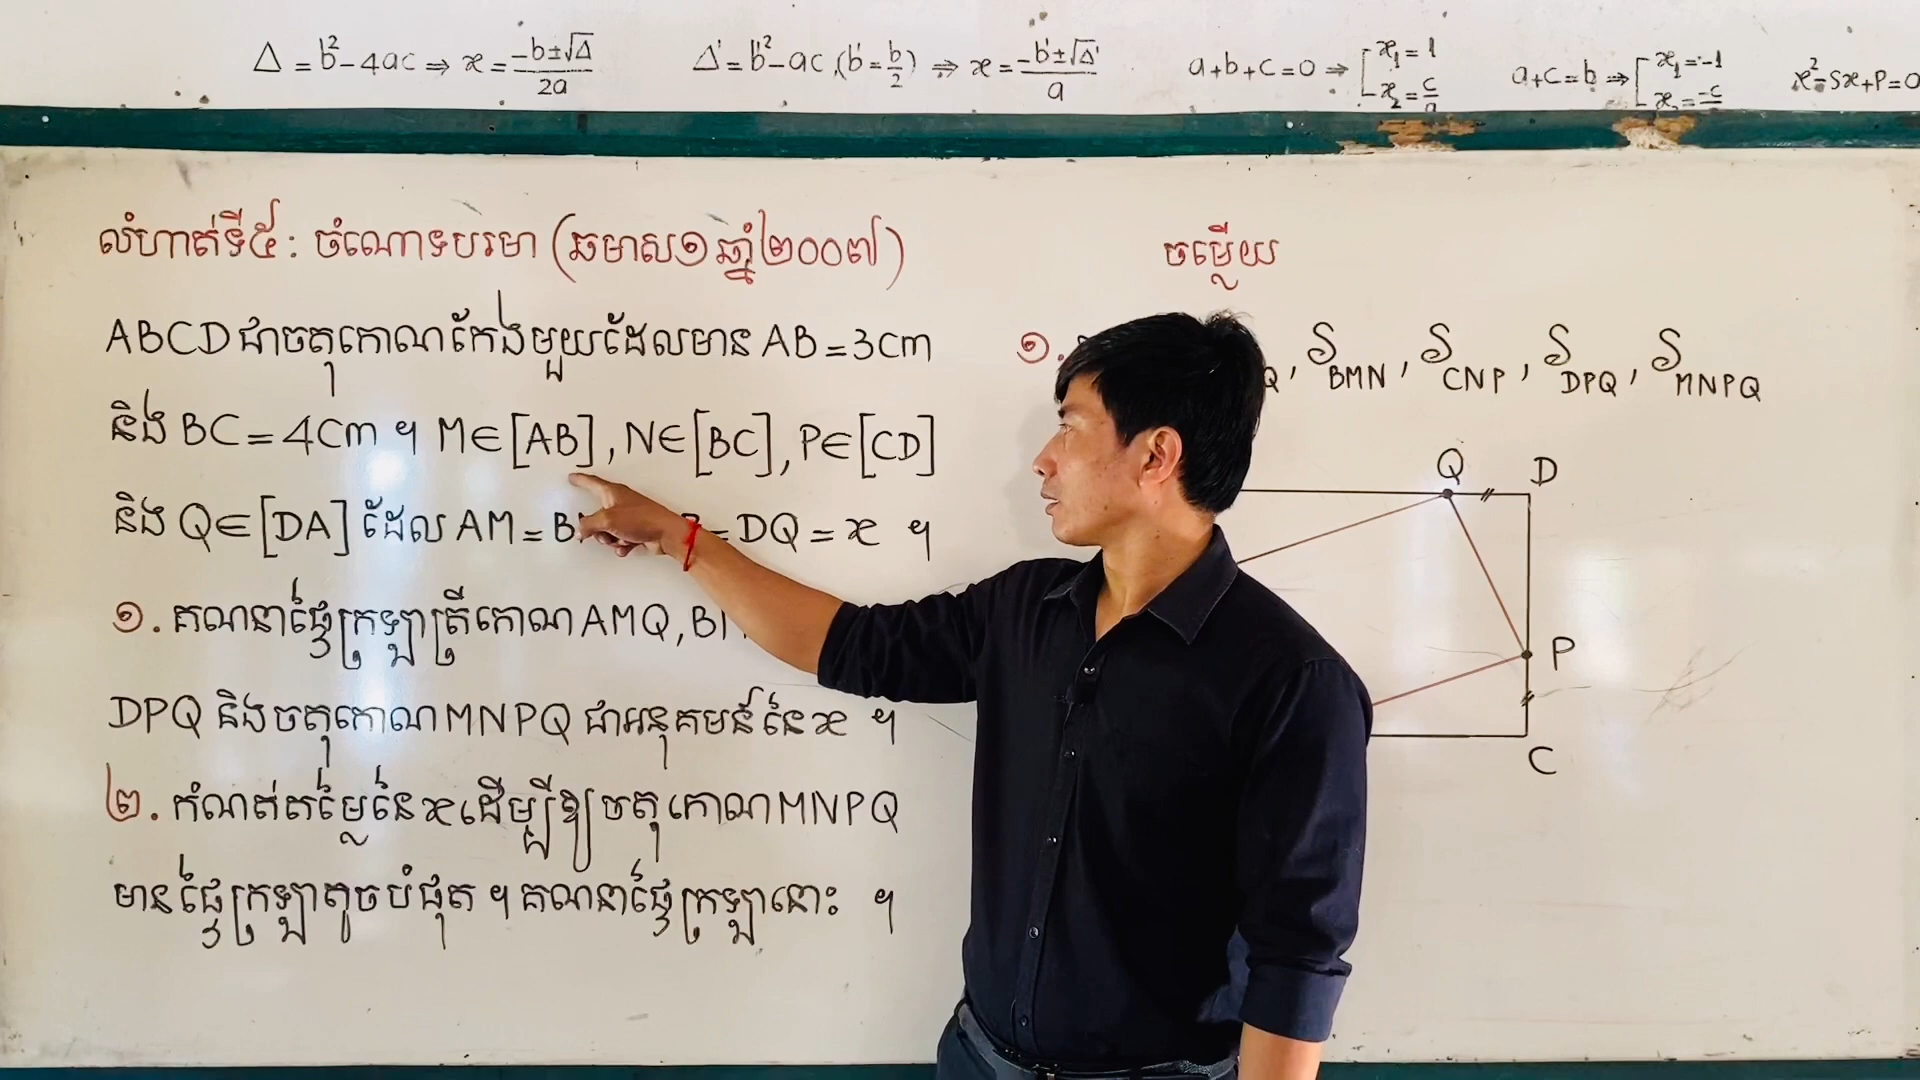 Δ = b² - 4ac ⇒ x = (-b ± √Δ) / 2a
Δ' = b'² - ac, (b' = b/2) ⇒ x = (-b' ± √Δ') / a
a + b + c = 0 ⇒ [ x₁ = 1
x₂ = c/a
a + c = b ⇒ [ x₁ = -1
x² - Sx + P = 0
លំហាត់ទី៥ : ចំណោទបរមា (ឆមាស១ ឆ្នាំ២០០៧)
ABCD ជាចតុកោណកែងមួយដែលមាន AB = 3cm
និង BC = 4cm ។ M ∈ [AB], N ∈ [BC], P ∈ [CD]
និង Q ∈ [DA] ដែល AM = = DQ = x ។
១. គណនាផ្ទៃក្រឡាត្រីកោណ AMQ,
DPQ និងចតុកោណ MNPQ ជាអនុគមន៍នៃ x ។
២. កំណត់តម្លៃនៃ x ដើម្បីឱ្យចតុកោណ MNPQ
មានផ្ទៃក្រឡាតូចបំផុត ។ គណនាផ្ទៃក្រឡានោះ ។
ចម្លើយ
១. , S_BMN , S_CNP , S_DPQ , S_MNPQ
Q D
P
C